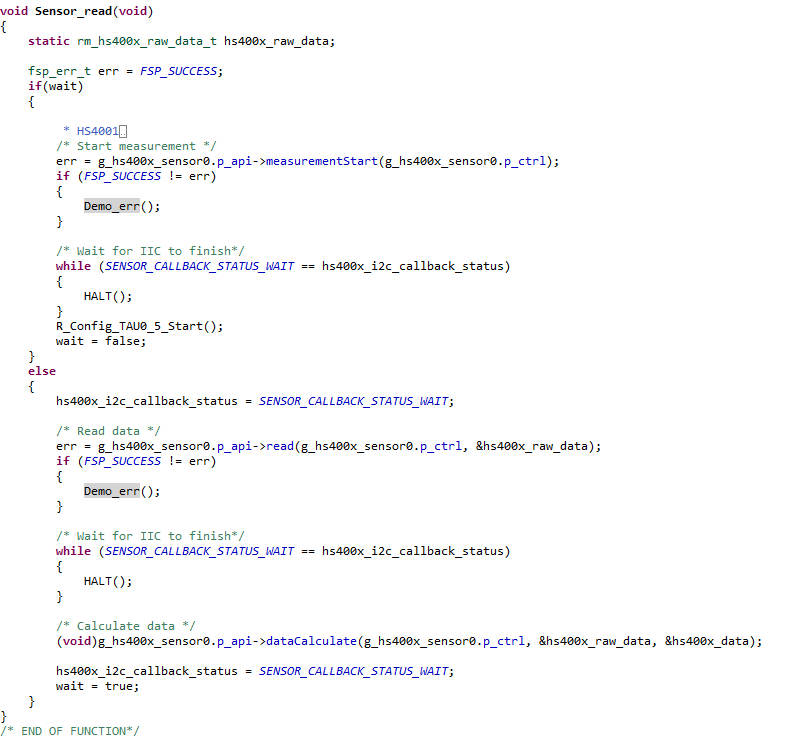 void Sensor_read(void)
{
    static rm_hs400x_raw_data_t hs400x_raw_data;

    fsp_err_t err = FSP_SUCCESS;
    if(wait)
    {

         * HS4001..
        /* Start measurement */
        err = g_hs400x_sensor0.p_api->measurementStart(g_hs400x_sensor0.p_ctrl);
        if (FSP_SUCCESS != err)
        {
            Demo_err();
        }

        /* Wait for IIC to finish*/
        while (SENSOR_CALLBACK_STATUS_WAIT == hs400x_i2c_callback_status)
        {
            HALT();
        }
        R_Config_TAU0_5_Start();
        wait = false;
    }
    else
    {
        hs400x_i2c_callback_status = SENSOR_CALLBACK_STATUS_WAIT;

        /* Read data */
        err = g_hs400x_sensor0.p_api->read(g_hs400x_sensor0.p_ctrl, &hs400x_raw_data);
        if (FSP_SUCCESS != err)
        {
            Demo_err();
        }

        /* Wait for IIC to finish*/
        while (SENSOR_CALLBACK_STATUS_WAIT == hs400x_i2c_callback_status)
        {
            HALT();
        }

        /* Calculate data */
        (void)g_hs400x_sensor0.p_api->dataCalculate(g_hs400x_sensor0.p_ctrl, &hs400x_raw_data, &hs400x_data);

        hs400x_i2c_callback_status = SENSOR_CALLBACK_STATUS_WAIT;
        wait = true;
    }
}
/* END OF FUNCTION*/